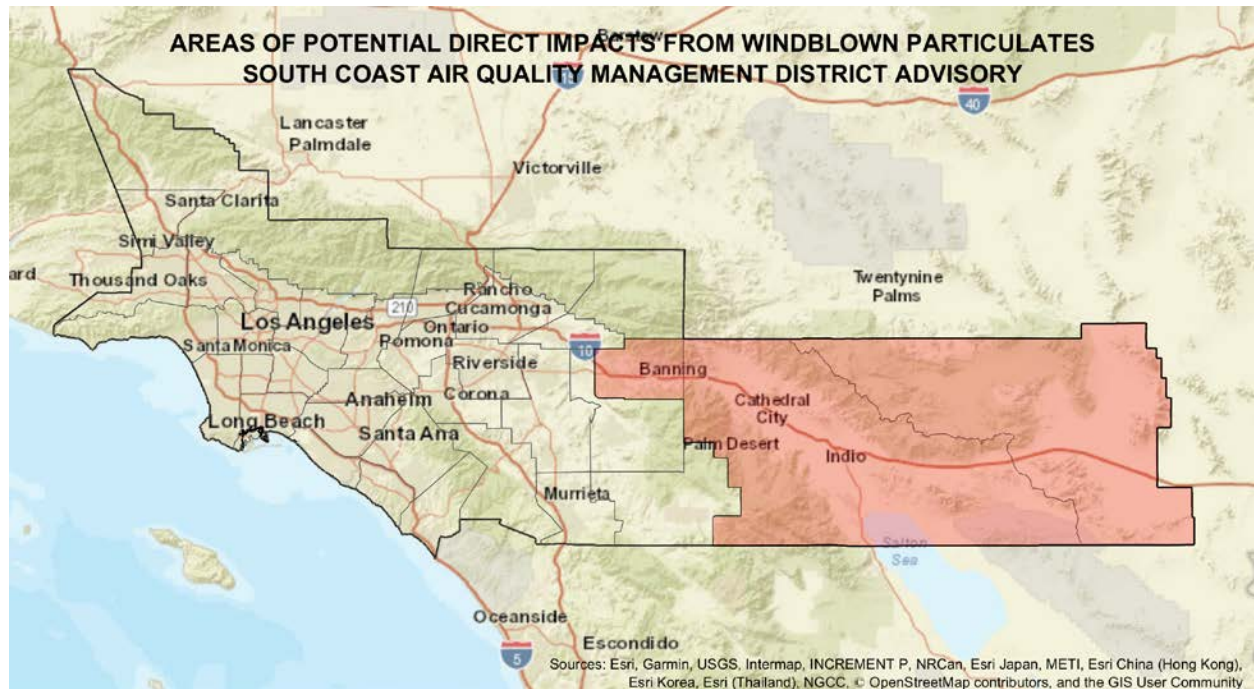 AREAS OF POTENTIAL DIRECT IMPACTS FROM WINDBLOWN PARTICULATES
Barstow
SOUTH COAST AIR QUALITY MANAGEMENT DISTRICT ADVISORY
15
40
Lancaster
Palmdale
Victorville
Santa Clarita
Simi Valley
ard
Thousand Oaks
Twentynine
Palms
Rancho
Cucamonga
210
Los Angeles
Ontario
Pomona
Santa Monica
10
Riverside
Banning
Anaheim
Corona
Cathedral
City
Long Beach
Santa Ana
Palm Desert
Indio
Murrieta
Salton
Sea
Oceanside
Escondido
5
Sources: Esri, Garmin, USGS, Intermap, INCREMENT P, NRCan, Esri Japan, METI, Esri China (Hong Kong),
Esri Korea, Esri (Thailand), NGCC, © OpenStreetMap contributors, and the GIS User Community